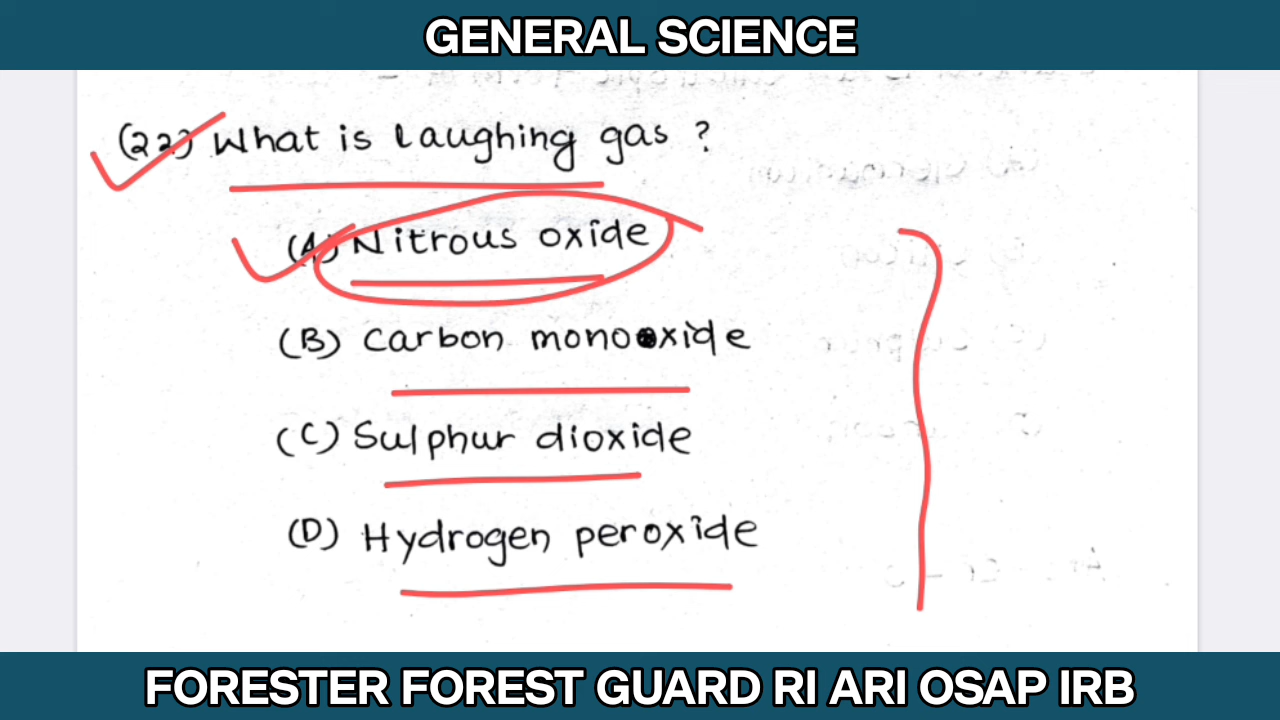 GENERAL SCIENCE
(22) What is laughing gas ?
(A) Nitrous oxide
(B) Carbon monooxide
(C) Sulphur dioxide
(D) Hydrogen peroxide
FORESTER FOREST GUARD RI ARI OSAP IRB